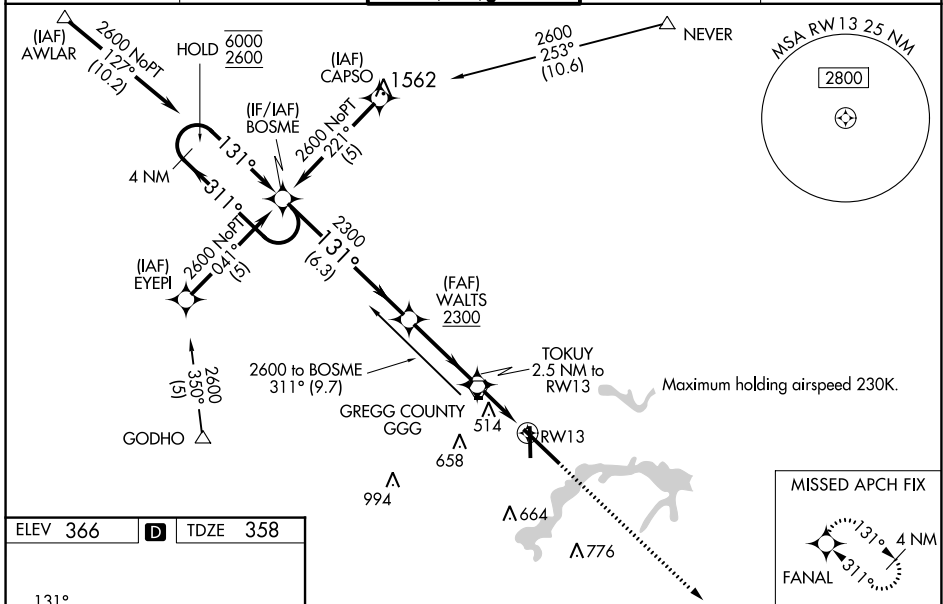 (IAF)
AWLAR
2600 NoPT
127°
(10.2)
HOLD
6000
2600
(IAF)
CAPSO
1562
2600
253°
(10.6)
NEVER
MSA RW13 25 NM
2800
(IF/IAF)
BOSME
2600 NoPT
221°
(5)
131°
4 NM
311°
2600 NoPT
041°
(5)
(IAF)
EYEPI
2300
131°
(6.3)
(FAF)
WALTS
2300
2600
350°
(5)
GODHO
2600 to BOSME
311° (9.7)
TOKUY
2.5 NM to
RW13
Maximum holding airspeed 230K.
GREGG COUNTY
GGG
514
RW13
658
994
664
776
MISSED APCH FIX
131°
4 NM
311°
FANAL
ELEV 366 D TDZE 358
131°